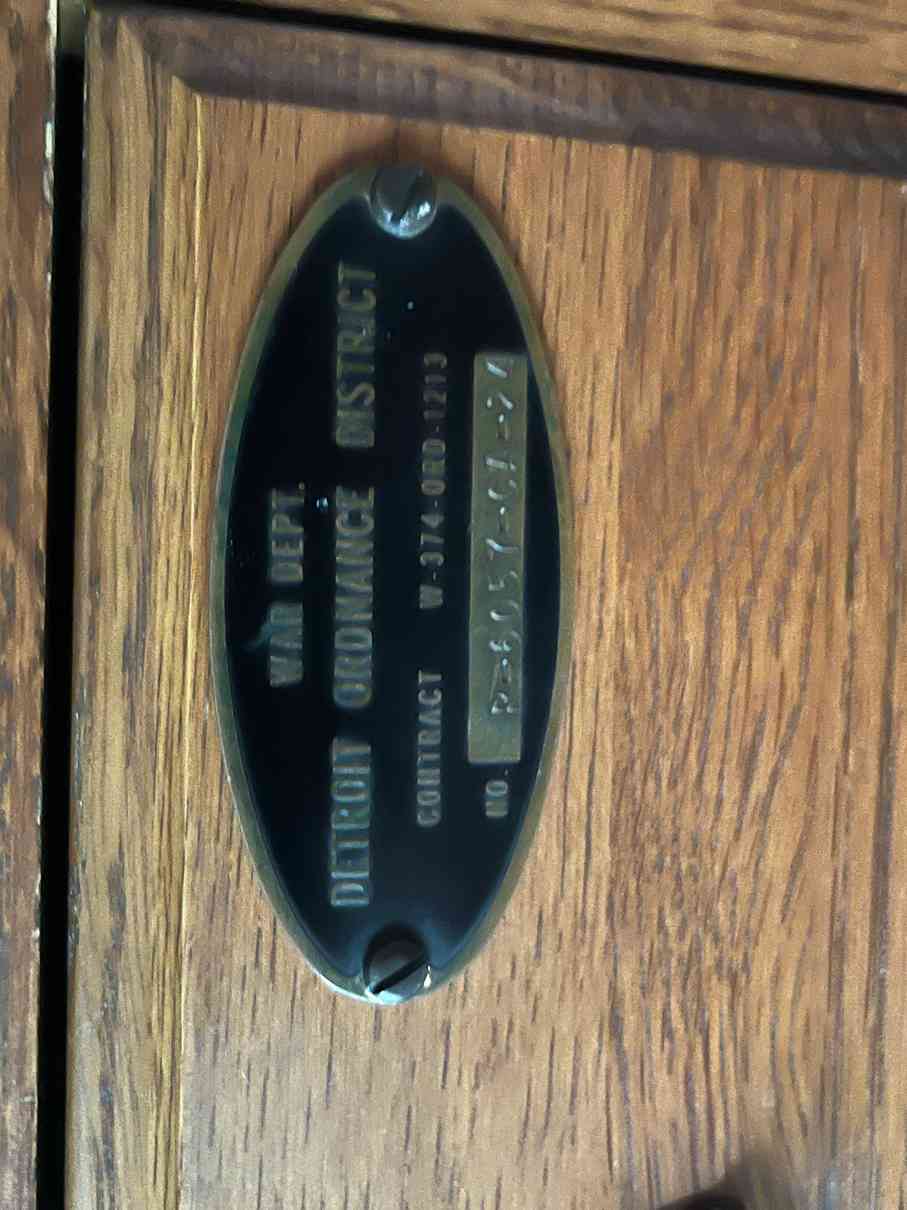 WAR DEPT.
DETROIT ORDNANCE DISTRICT
CONTRACT W-374-ORD-1213
NO.